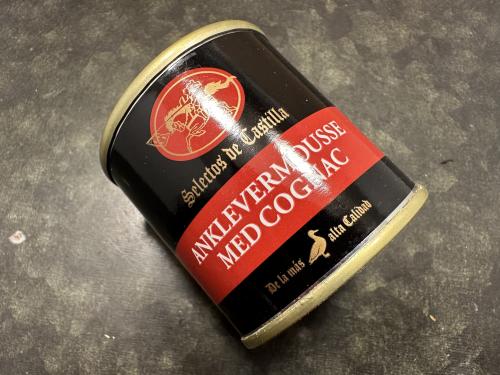 Selectos de Castilla
ANKLEVERMOUSSE
MED COGNAC
De la más alta Calidad